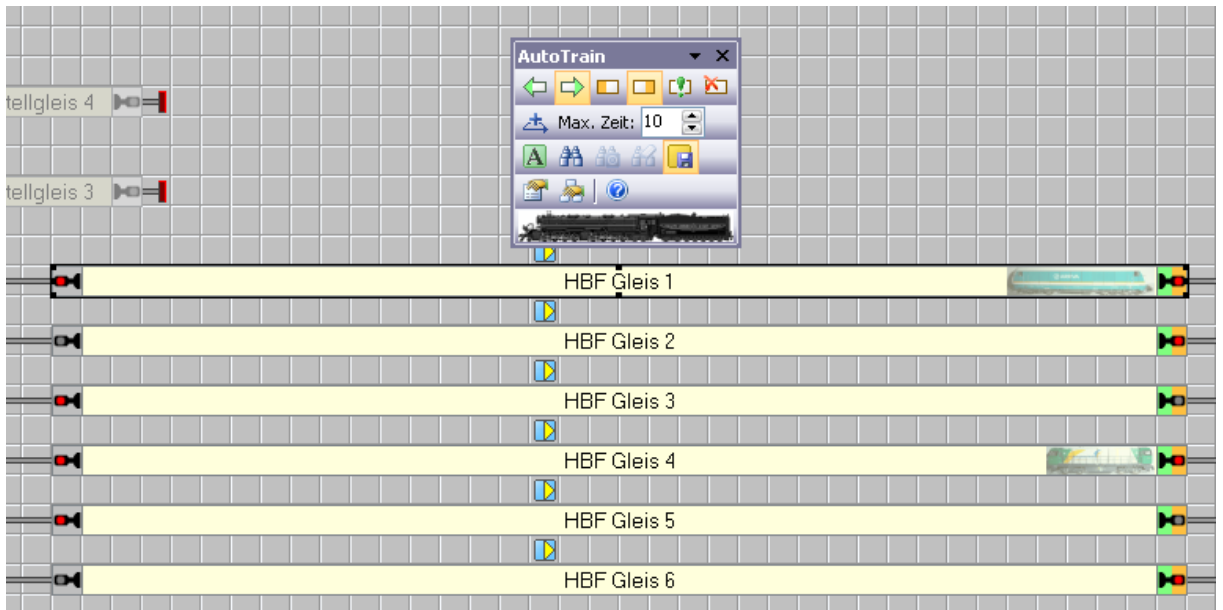 AutoTrain
Max. Zeit: 10
A
tellgleis 4
tellgleis 3
HBF Gleis 1
HBF Gleis 2
HBF Gleis 3
HBF Gleis 4
HBF Gleis 5
HBF Gleis 6